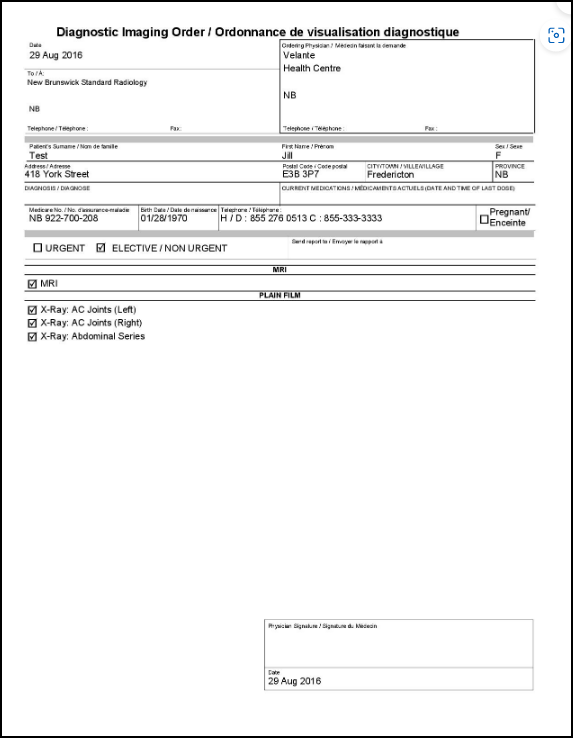 Diagnostic Imaging Order / Ordonnance de visualisation diagnostique
Date
29 Aug 2016
Ordering Physician / Médecin faisant la demande
Velante
Health Centre
NB
To / À:
New Brunswick Standard Radiology
NB
Telephone / Téléphone : Fax :
Telephone / Téléphone : Fax :
Patient's Surname / Nom de famille First Name / Prénom Sex / Sexe
Test Jill F
Address / Adresse Postal Code / Code postal CITY/TOWN / VILLE/VILLAGE PROVINCE
418 York Street E3B 3P7 Fredericton NB
DIAGNOSIS / DIAGNOSE CURRENT MEDICATIONS / MÉDICAMENTS ACTUELS (DATE AND TIME OF LAST DOSE)
Medicare No. / No. d'assurance-maladie Birth Date / Date de naissance Telephone / Téléphone Pregnant/
NB 922-700-208 01/28/1970 H / D : 855 276 0513 C : 855-333-3333 Enceinte
URGENT ELECTIVE / NON URGENT Send report to / Envoyer le rapport à
MRI
MRI
PLAIN FILM
X-Ray: AC Joints (Left)
X-Ray: AC Joints (Right)
X-Ray: Abdominal Series
Physician Signature / Signature du Médecin
Date
29 Aug 2016